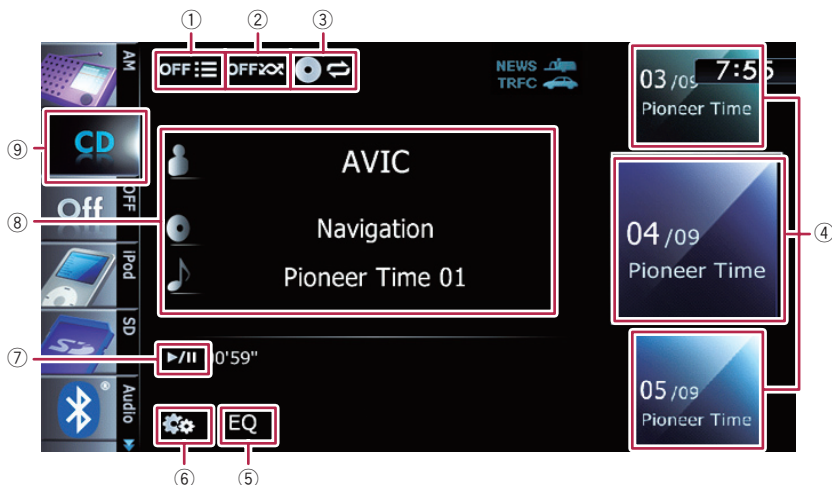 ① ② ③
AM
OFF
OFF
NEWS
TRFC
03/09
7:55
Pioneer Time
⑨
CD
Off
OFF
⑧
AVIC
Navigation
Pioneer Time 01
04/09
Pioneer Time
④
iPod
SD
⑦
►/II 0'59"
05/09
Pioneer Time
Audio
EQ
⑥ ⑤